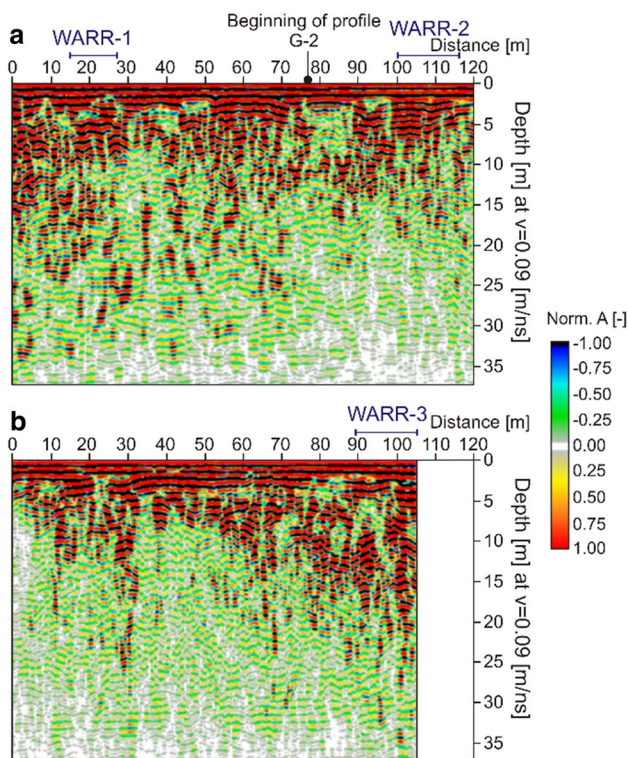 a
Beginning of profile
G-2
WARR-1
WARR-2
Distance [m]
0 10 20 30 40 50 60 70 80 90 100 110 120
0
5
10
15
20
25
30
35
Depth [m] at v=0.09 [m/ns]
Norm. A [-]
-1.00
-0.75
-0.50
-0.25
0.00
0.25
0.50
0.75
1.00
b
WARR-3
Distance [m]
0 10 20 30 40 50 60 70 80 90 100 110 120
0
5
10
15
20
25
30
35
Depth [m] at v=0.09 [m/ns]